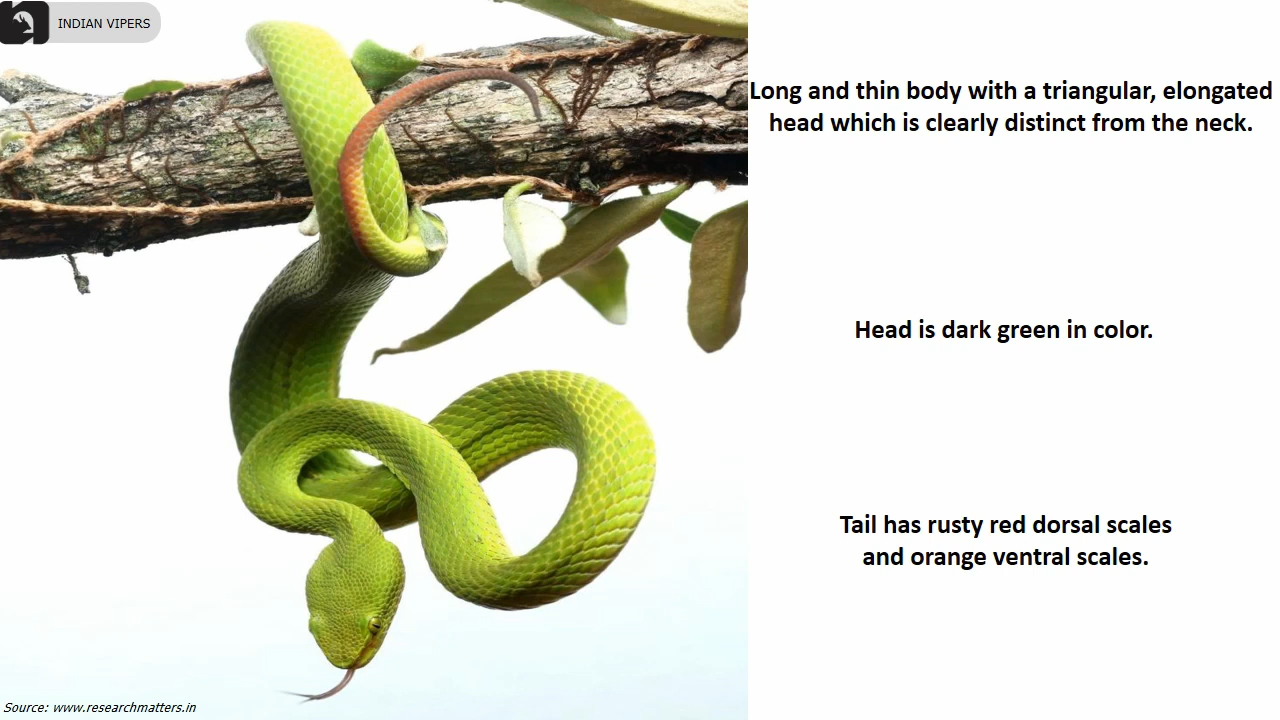 INDIAN VIPERS
Long and thin body with a triangular, elongated
head which is clearly distinct from the neck.
Head is dark green in color.
Tail has rusty red dorsal scales
and orange ventral scales.
Source: www.researchmatters.in